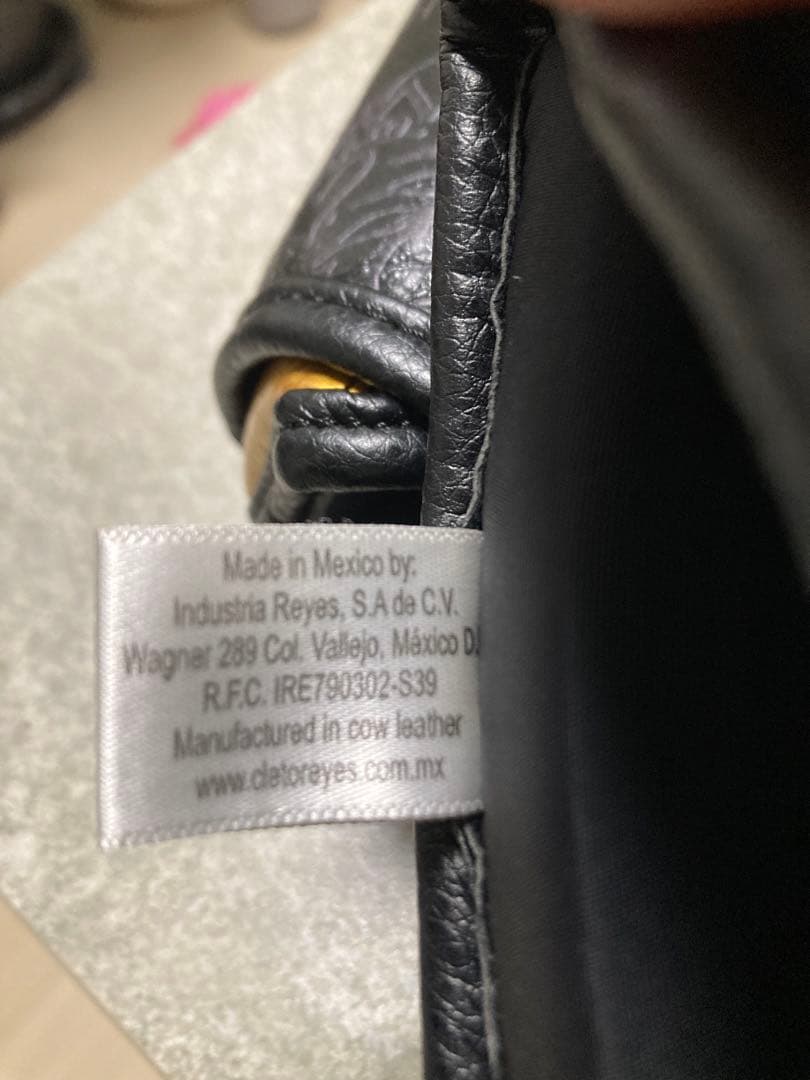 Made in Mexico by:
Industria Reyes, S.A de C.V.
Wagner 289 Col. Vallejo, México D.
R.F.C. IRE790302-S39
Manufactured in cow leather
www.cletoreyes.com.mx